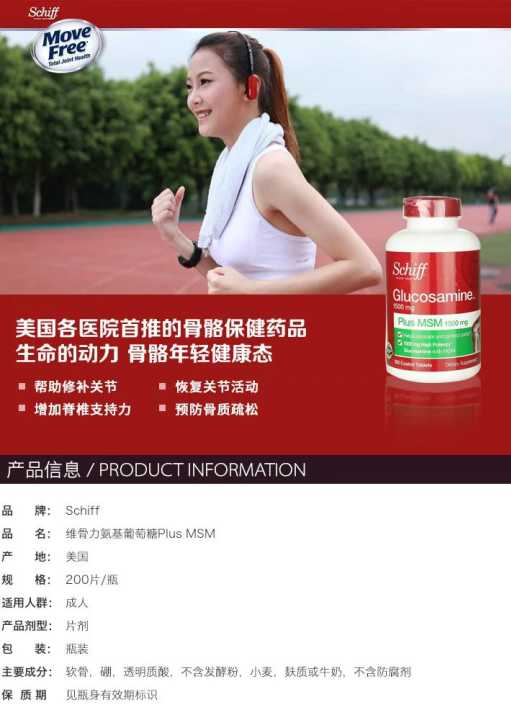 Schiff
Move
Free
Total Joint Health
Schiff
Glucosamine
1500 mg
Plus MSM 1500 mg
美国各医院首推的骨骼保健药品
生命的动力 骨骼年轻健康态
帮助修补关节 恢复关节活动
增加脊椎支持力 预防骨质疏松
产品信息 / PRODUCT INFORMATION
品 牌： Schiff
品 名： 维骨力氨基葡萄糖Plus MSM
产 地： 美国
规 格： 200片/瓶
适用人群： 成人
产品剂型： 片剂
包 装： 瓶装
主要成分： 软骨，硼，透明质酸，不含发酵粉，小麦，麸质或牛奶，不含防腐剂
保 质 期 见瓶身有效期标识